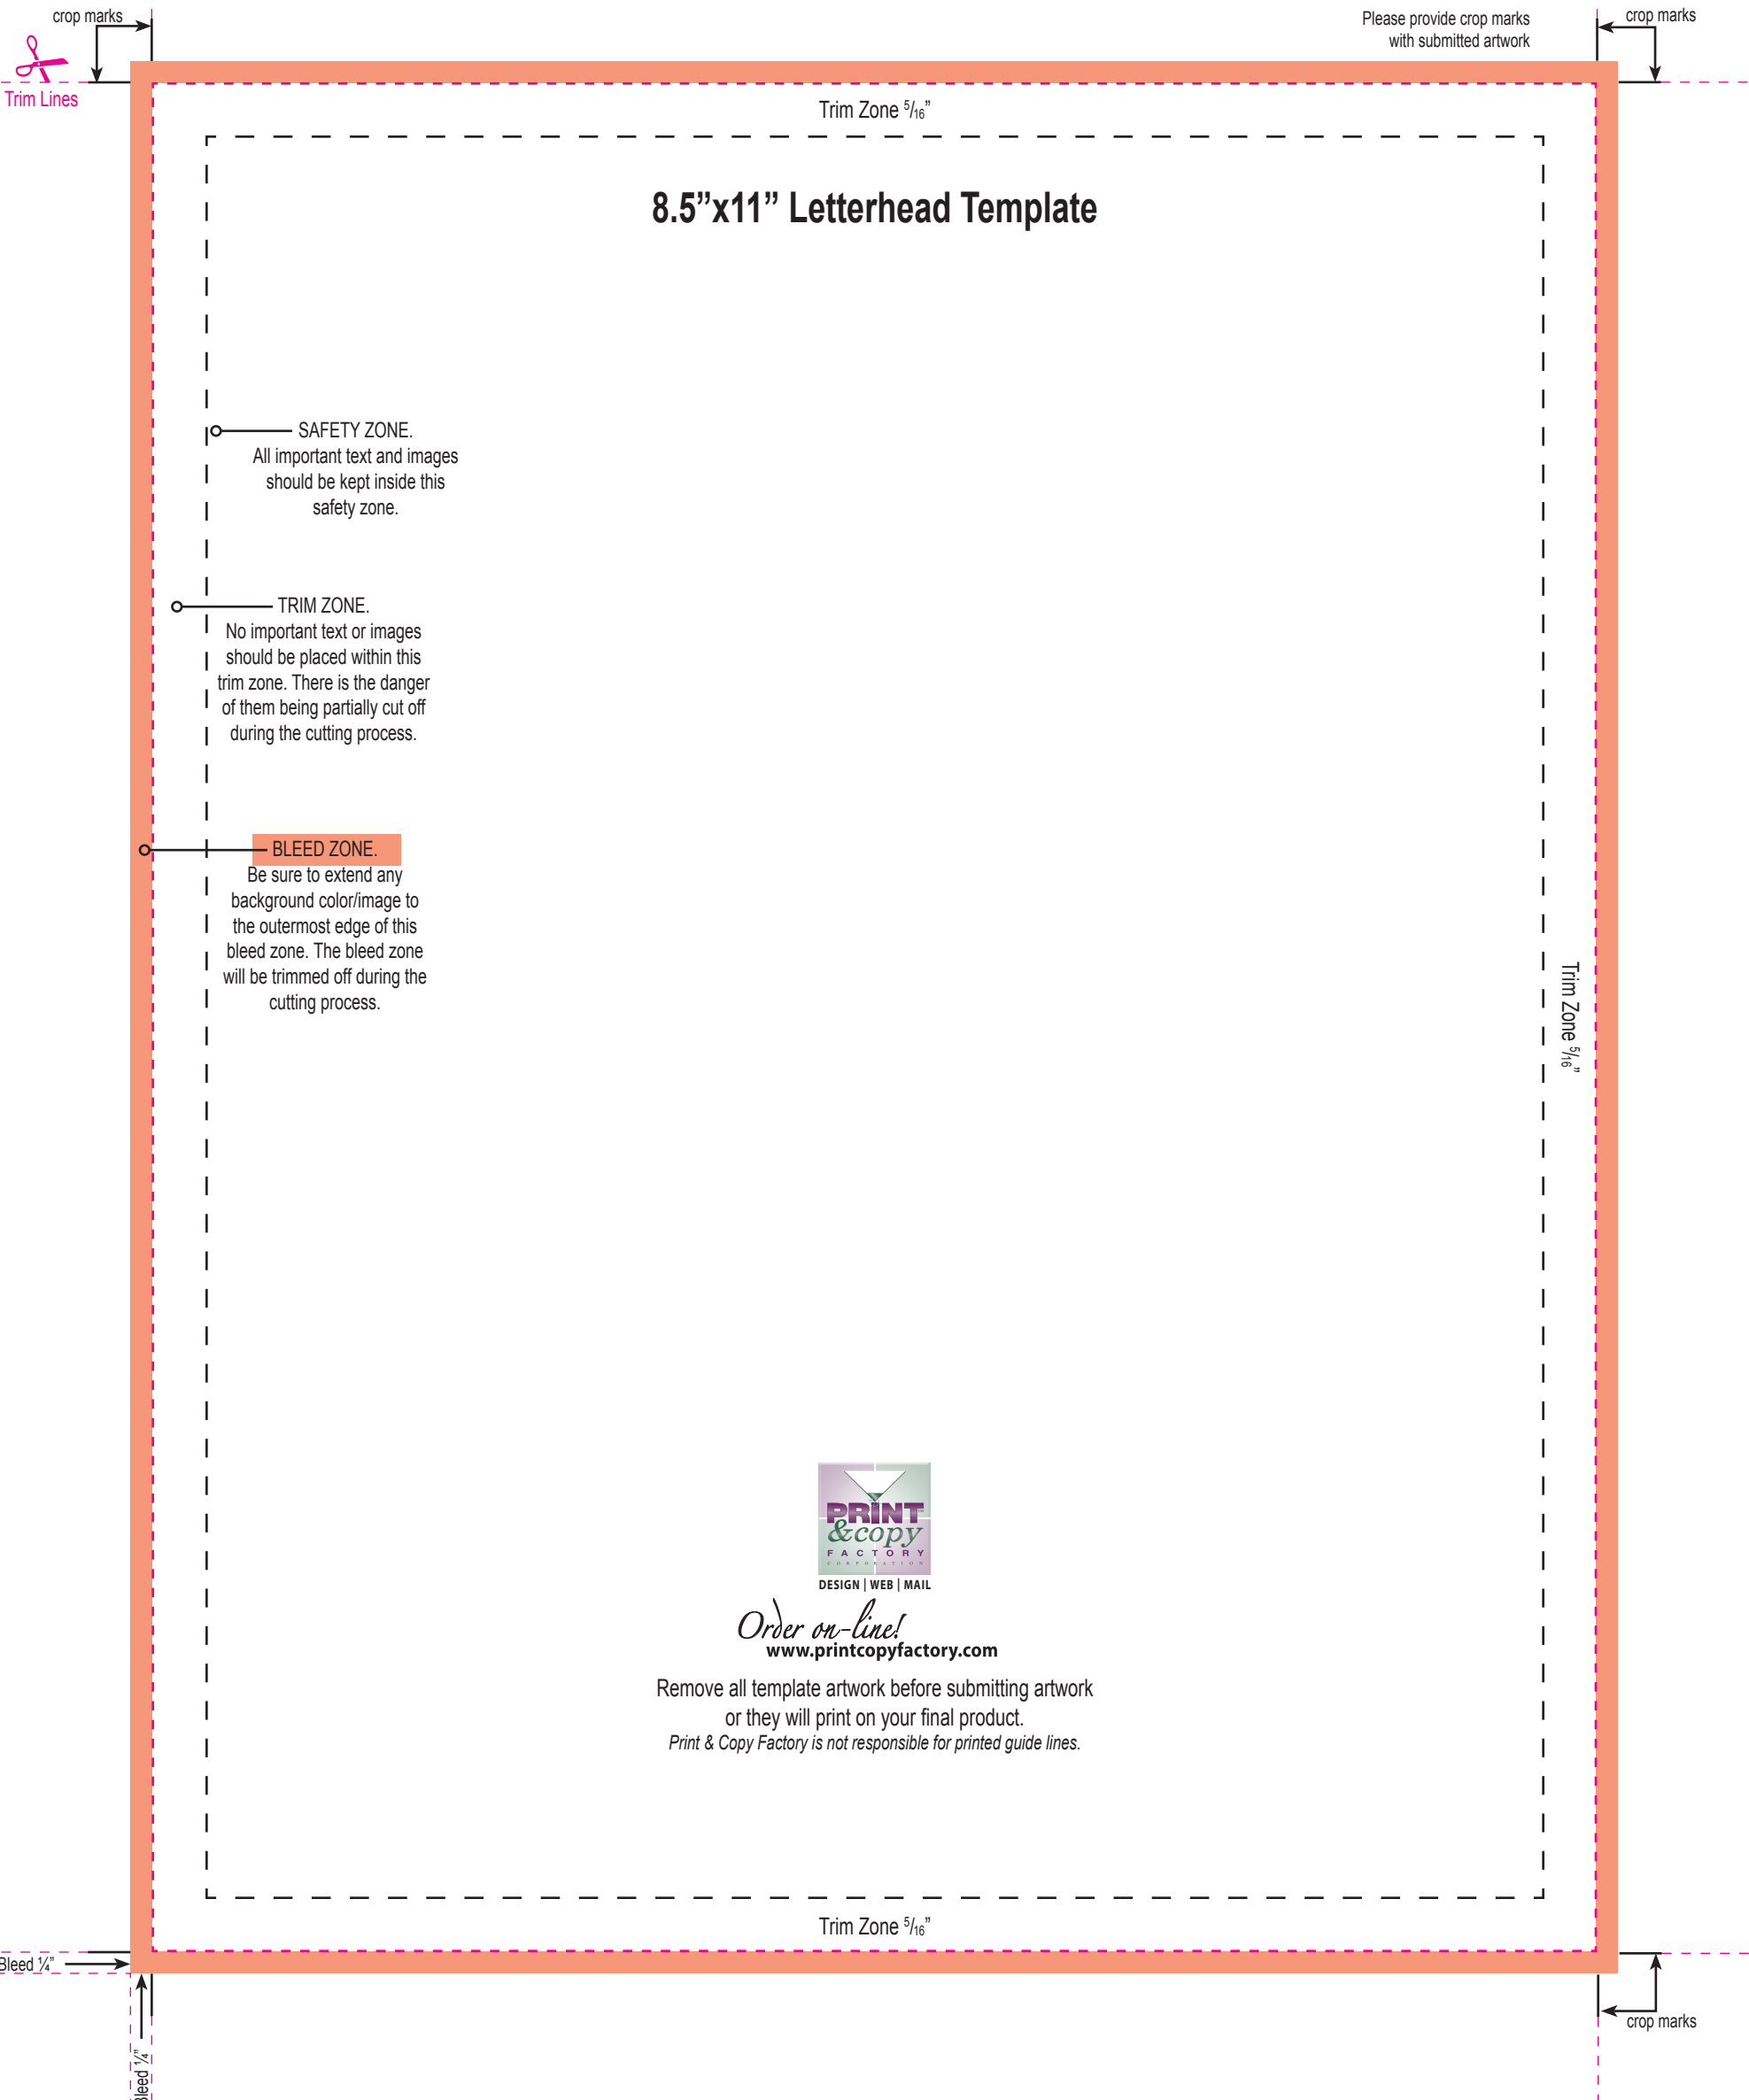 crop marks
Please provide crop marks
with submitted artwork
crop marks
Trim Lines
Trim Zone 5/16”
8.5”x11” Letterhead Template
SAFETY ZONE.
All important text and images
should be kept inside this
safety zone.
TRIM ZONE.
No important text or images
should be placed within this
trim zone. There is the danger
of them being partially cut off
during the cutting process.
BLEED ZONE.
Be sure to extend any
background color/image to
the outermost edge of this
bleed zone. The bleed zone
will be trimmed off during the
cutting process.
Trim Zone 5/16”
PRINT
&copy
FACTORY
CORPORATION
DESIGN | WEB | MAIL
Order on-line!
www.printcopyfactory.com
Remove all template artwork before submitting artwork
or they will print on your final product.
Print & Copy Factory is not responsible for printed guide lines.
Trim Zone 5/16”
Bleed ¼”
crop marks
Bleed ¼”